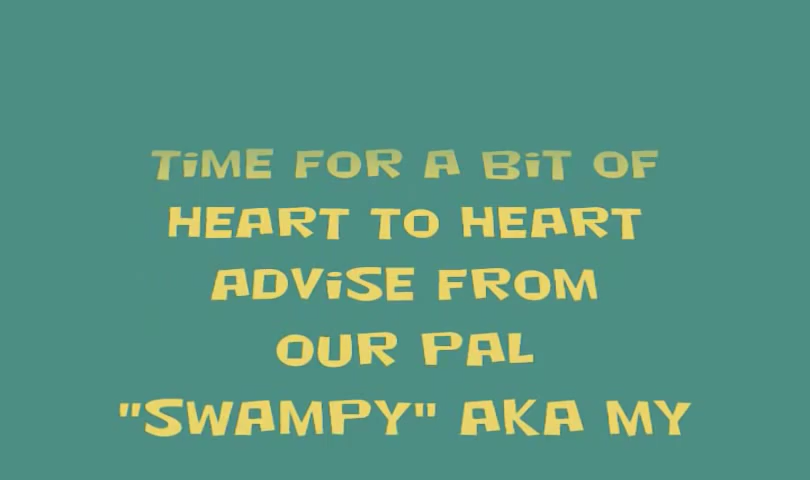 TiME FOR A BiT OF
HEART TO HEART
ADViSE FROM
OUR PAL
"SWAMPY" AKA MY